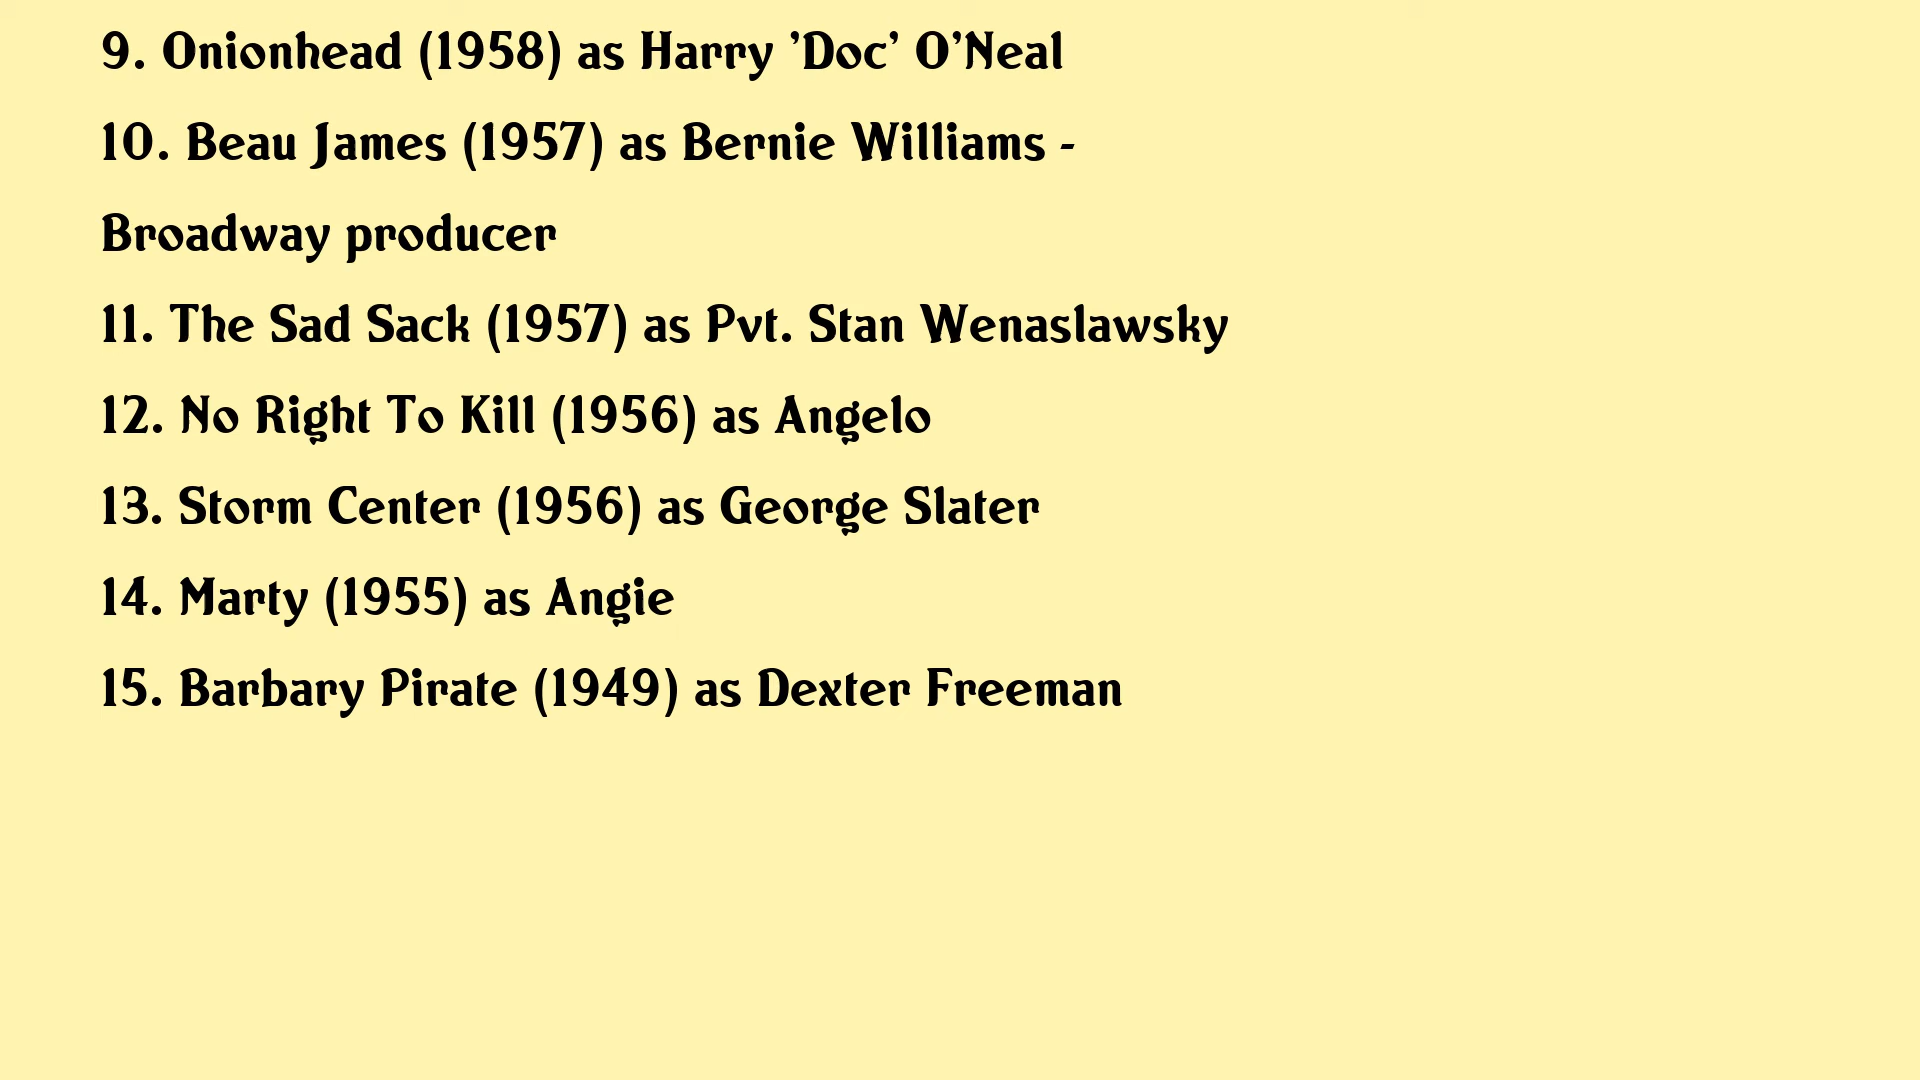 9. Onionhead (1958) as Harry 'Doc' O'Neal
10. Beau James (1957) as Bernie Williams -
Broadway producer
11. The Sad Sack (1957) as Pvt. Stan Wenaslawsky
12. No Right To Kill (1956) as Angelo
13. Storm Center (1956) as George Slater
14. Marty (1955) as Angie
15. Barbary Pirate (1949) as Dexter Freeman